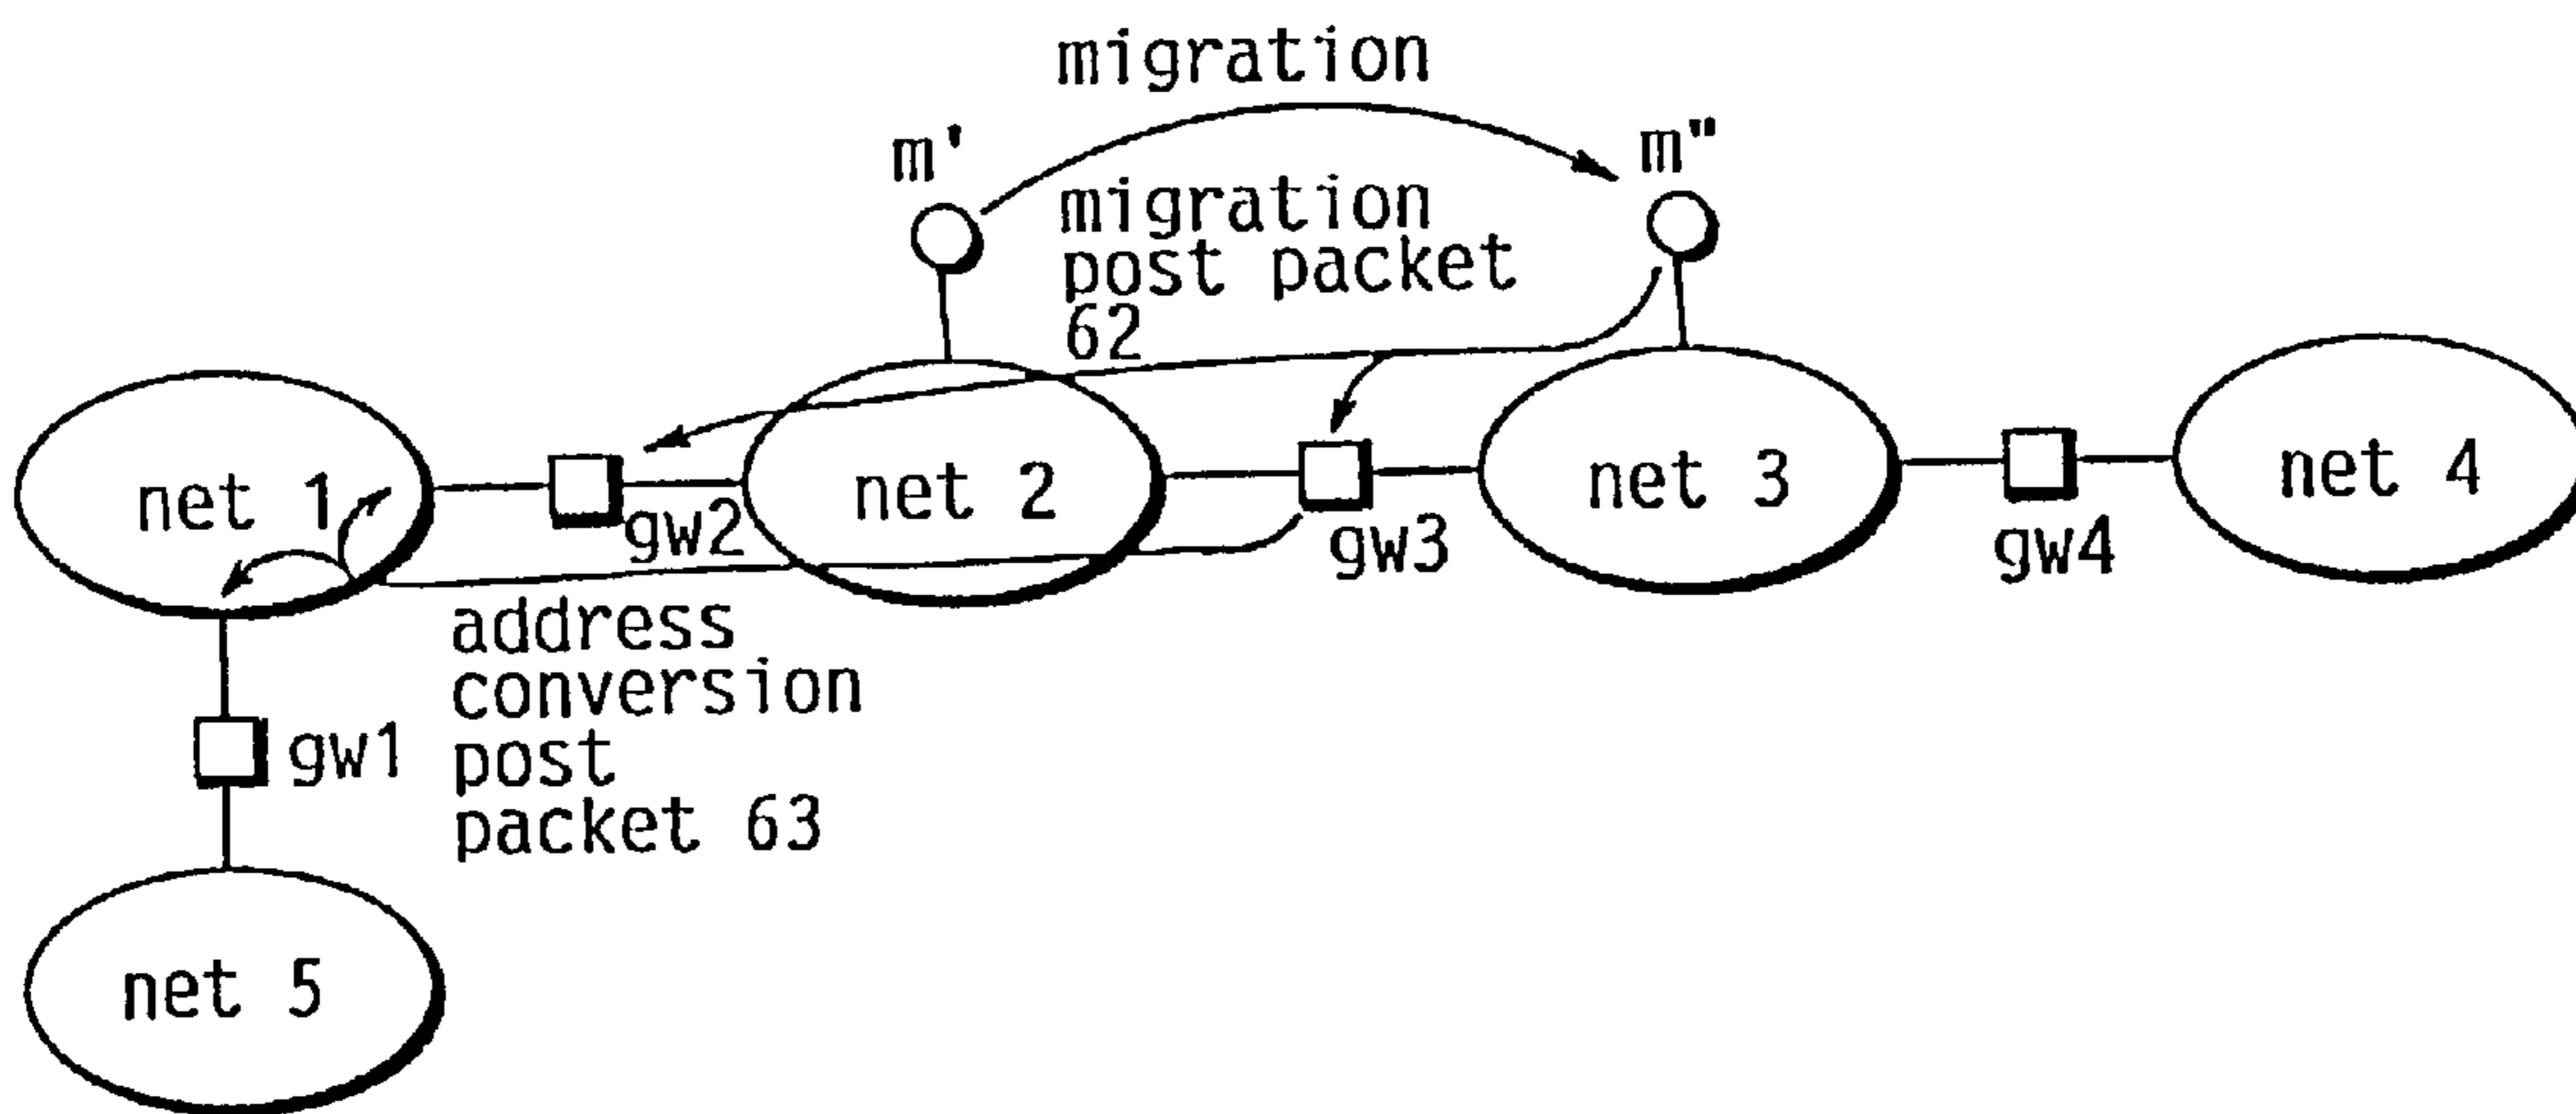 migration
m'
m"
migration
post packet
62
net 1
gw2
net 2
gw3
net 3
gw4
net 4
address
conversion
post
packet 63
gw1
net 5